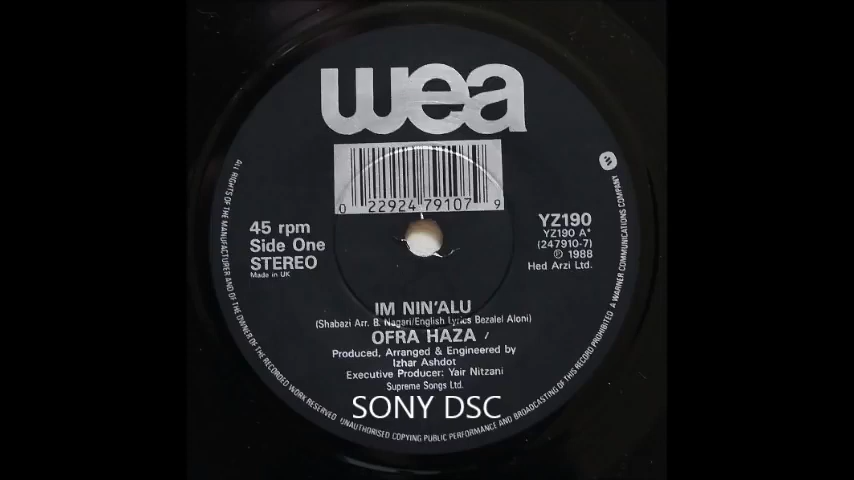 wea
0 22924 79107 9
45 rpm
Side One
STEREO
Made in UK
YZ190
YZ190 A*
(247910-7)
℗ 1988
Hed Arzi Ltd.
IM NIN'ALU
(Shabazi Arr. B. Nagari/English Lyrics Bezalel Aloni)
OFRA HAZA
Produced, Arranged & Engineered by
Izhar Ashdot
Executive Producer: Yair Nitzani
Supreme Songs Ltd.
SONY DSC
ALL RIGHTS OF THE MANUFACTURER AND OF THE OWNER OF THE RECORDED WORK RESERVED UNAUTHORISED COPYING PUBLIC PERFORMANCE AND BROADCASTING OF THIS RECORD PROHIBITED A WARNER COMMUNICATIONS COMPANY